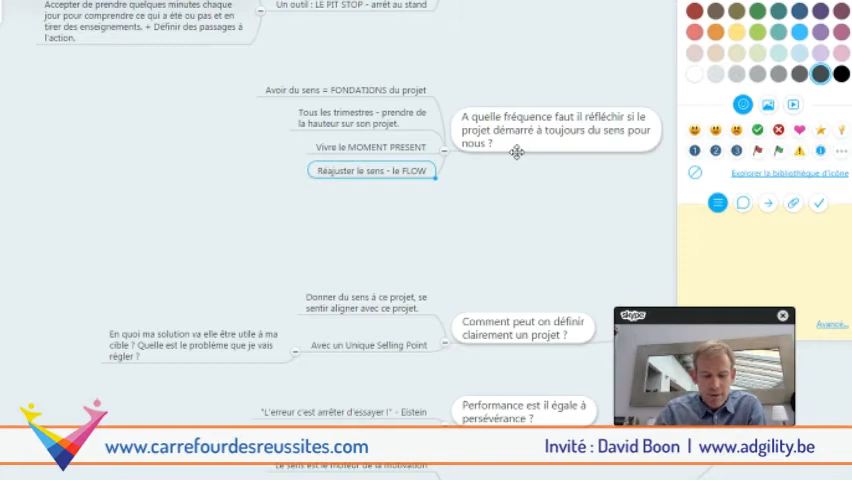 Accepter de prendre quelques minutes chaque
jour pour comprendre ce qui a été ou pas et en
tirer des enseignements. + Définir des passages à
l'action.
Un outil : LE PIT STOP - arrêt au stand
Avoir du sens = FONDATIONS du projet
Tous les trimestres - prendre de
la hauteur sur son projet.
Vivre le MOMENT PRESENT
Réajuster le sens - le FLOW
A quelle fréquence faut il réfléchir si le
projet démarré à toujours du sens pour
nous ?
1 2 3
Explorer la bibliothèque d'icône
Avancé...
Donner du sens à ce projet, se
sentir aligner avec ce projet.
En quoi ma solution va elle être utile à ma
cible ? Quelle est le problème que je vais
régler ?
Avec un Unique Selling Point
Comment peut on définir
clairement un projet ?
skype
"L'erreur c'est arrêter d'essayer !" - Eistein
Performance est il égale à
persévérance ?
www.carrefourdesreussites.com
Invité : David Boon | www.adgility.be
Le sens est le moteur de la motivation